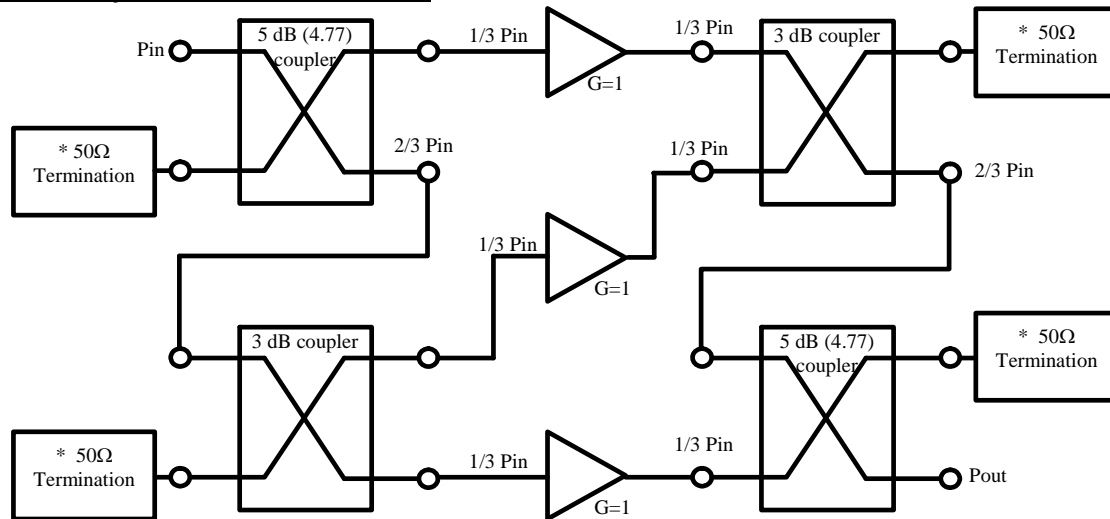 5 dB (4.77)
coupler
1/3 Pin
1/3 Pin
3 dB coupler
* 50Ω
Termination
Pin
G=1
* 50Ω
Termination
2/3 Pin
1/3 Pin
2/3 Pin
1/3 Pin
G=1
3 dB coupler
5 dB (4.77)
coupler
* 50Ω
Termination
* 50Ω
Termination
1/3 Pin
1/3 Pin
G=1
Pout